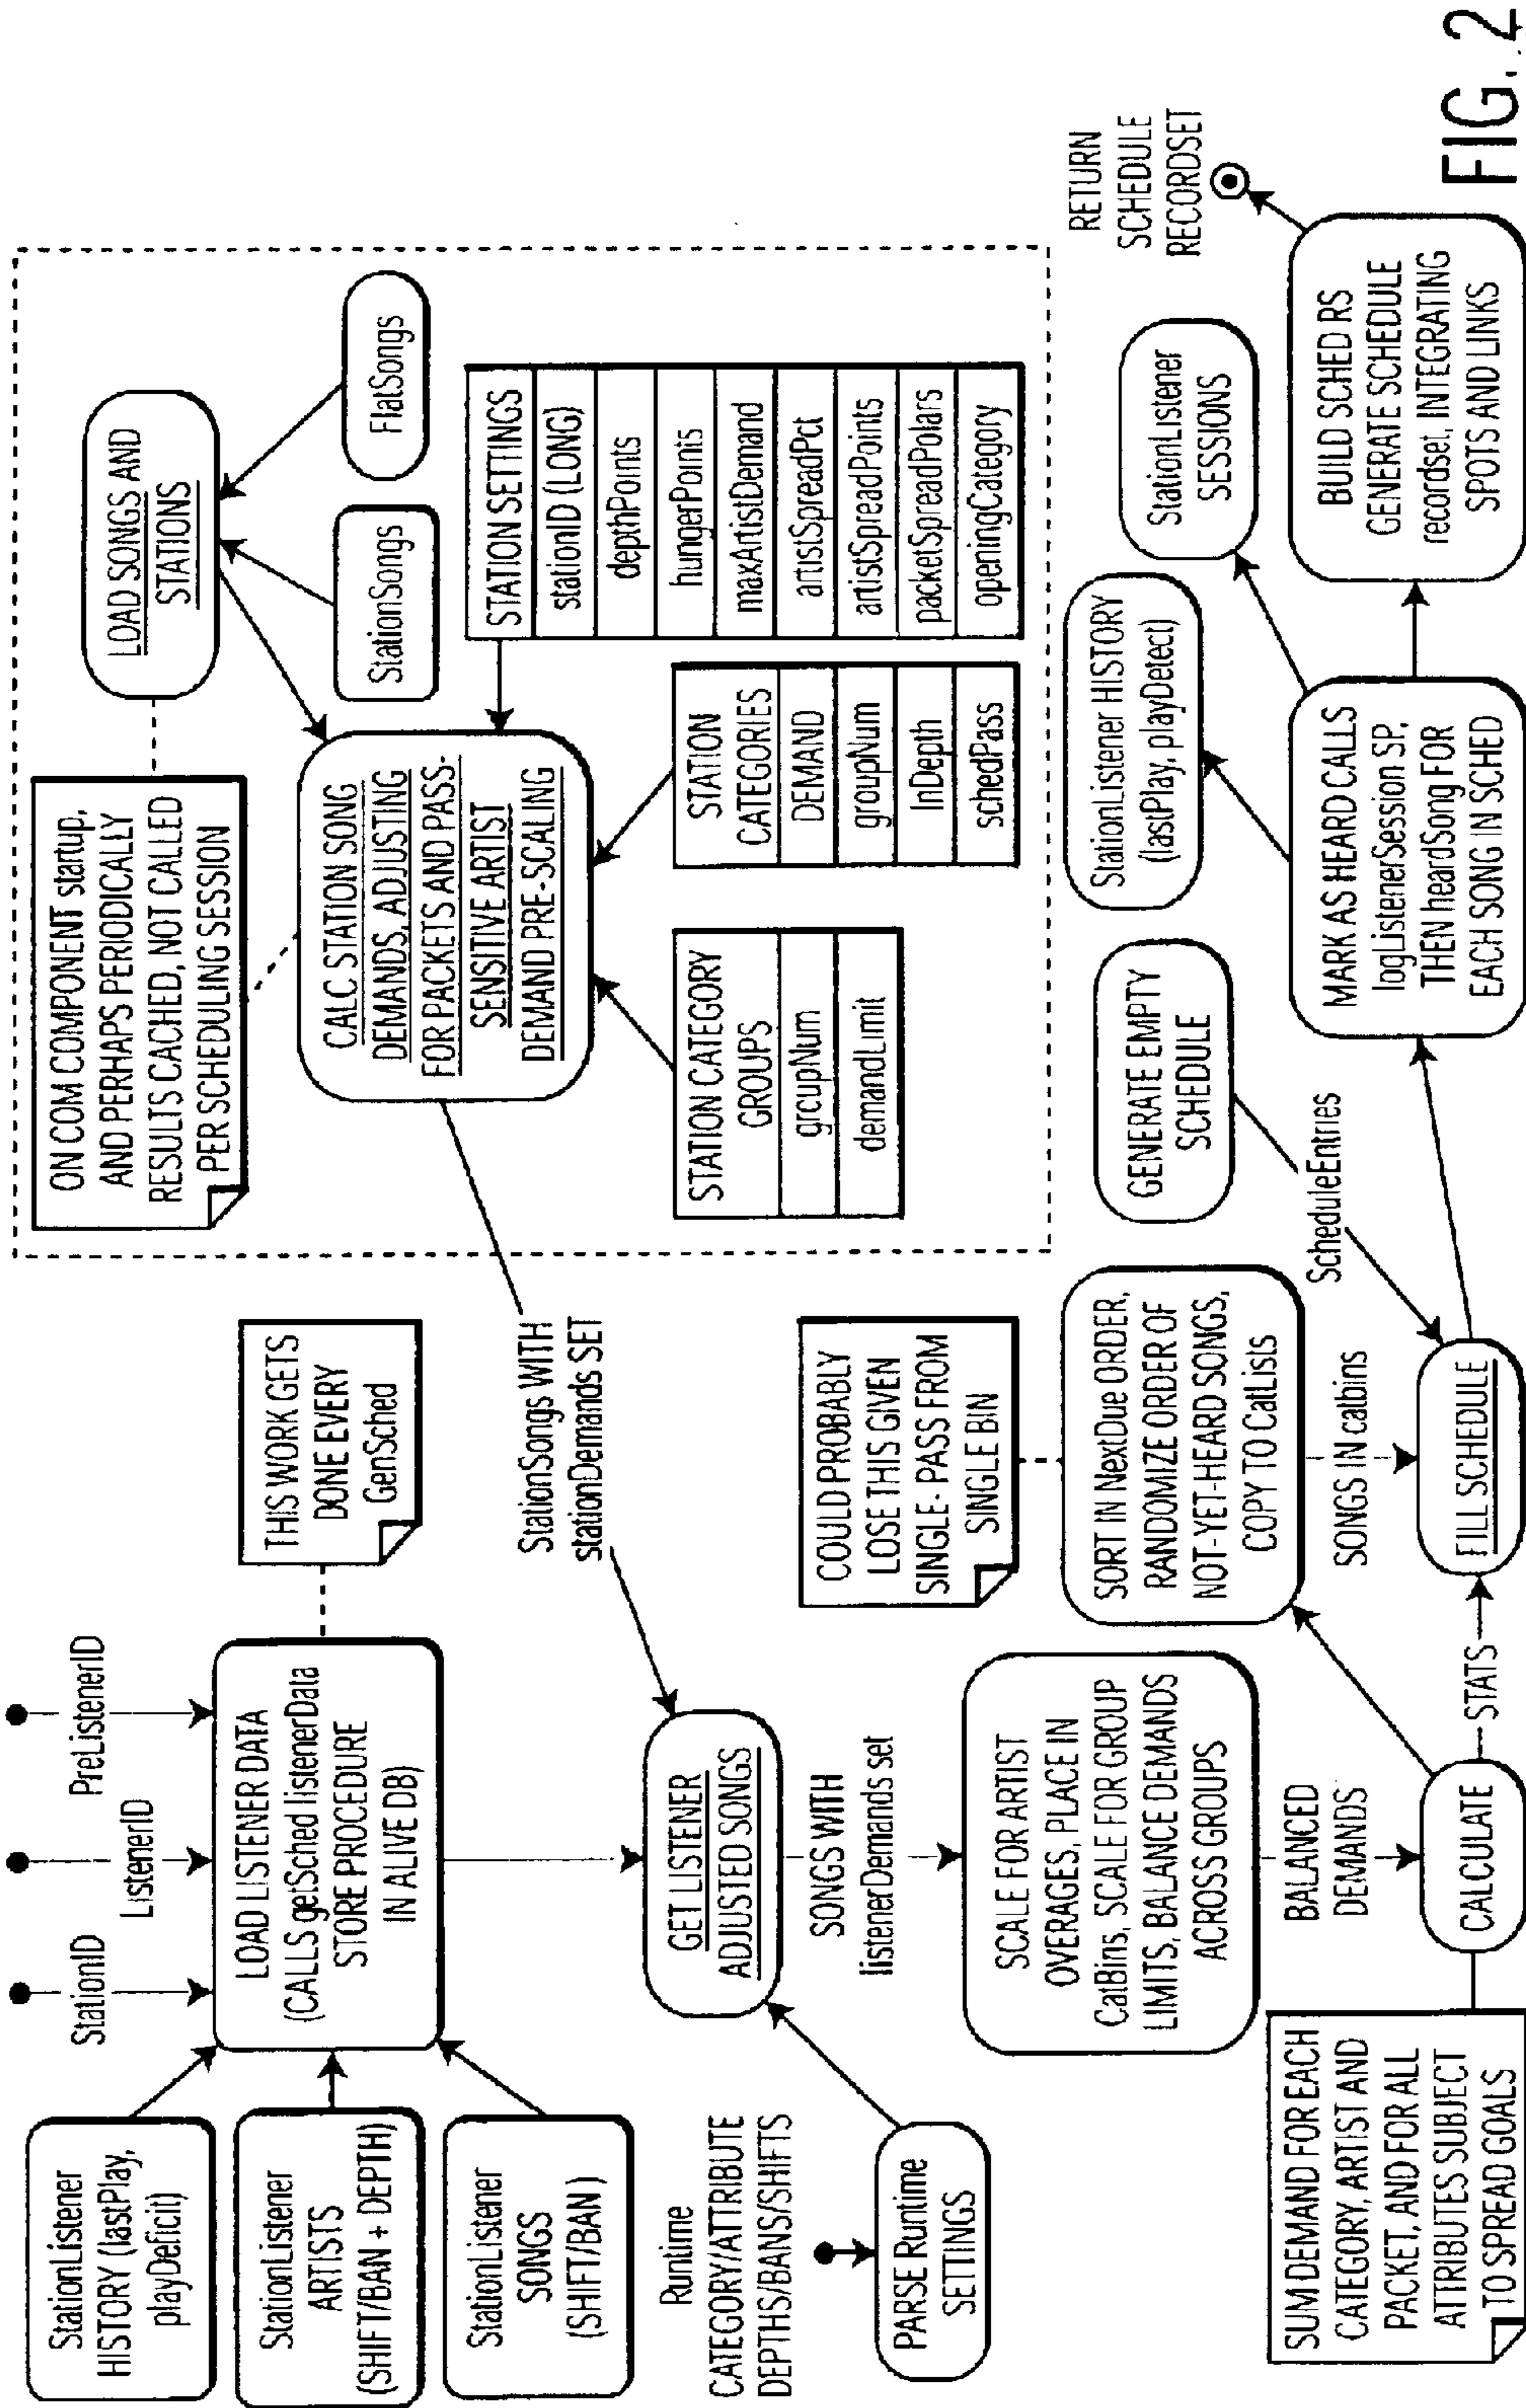 StationListener
HISTORY (lastPlay,
playDeficit)
StationListener
ARTISTS
(SHIFT/BAN + DEPTH)
StationListener
SONGS
(SHIFT/BAN)
StationID
ListenerID
PreListenerID
LOAD LISTENER DATA
(CALLS getSched listenerData
STORE PROCEDURE
IN ALIVE DB)
THIS WORK GETS
DONE EVERY
GenSched
ON COM COMPONENT startup,
AND PERHAPS PERIODICALLY
RESULTS CACHED, NOT CALLED
PER SCHEDULING SESSION
LOAD SONGS AND
STATIONS
StationSongs
FlatSongs
CALC STATION SONG
DEMANDS, ADJUSTING
FOR PACKETS AND PASS-
SENSITIVE ARTIST
DEMAND PRE-SCALING
STATION CATEGORY
GROUPS
groupNum
demandLimit
STATION
CATEGORIES
DEMAND
groupNum
InDepth
schedPass
STATION SETTINGS
stationID (LONG)
depthPoints
hungerPoints
maxArtistDemand
artistSpreadPct
artistSpreadPoints
packetSpreadPolars
openingCategory
StationSongs WITH
stationDemands SET
Runtime
CATEGORY/ATTRIBUTE
DEPTHS/BANS/SHIFTS
PARSE Runtime
SETTINGS
GET LISTENER
ADJUSTED SONGS
SONGS WITH
listenerDemands set
SCALE FOR ARTIST
OVERAGES, PLACE IN
CatBins, SCALE FOR GROUP
LIMITS, BALANCE DEMANDS
ACROSS GROUPS
BALANCED
DEMANDS
SUM DEMAND FOR EACH
CATEGORY, ARTIST AND
PACKET, AND FOR ALL
ATTRIBUTES SUBJECT
TO SPREAD GOALS
CALCULATE
STATS
COULD PROBABLY
LOSE THIS GIVEN
SINGLE-PASS FROM
SINGLE BIN
SORT IN NextDue ORDER,
RANDOMIZE ORDER OF
NOT-YET-HEARD SONGS,
COPY TO CatLists
SONGS IN catbins
FILL SCHEDULE
GENERATE EMPTY
SCHEDULE
ScheduleEntries
MARK AS HEARD CALLS
logListenerSession SP,
THEN heardSong FOR
EACH SONG IN SCHED
StationListener HISTORY
(lastPlay, playDetect)
StationListener
SESSIONS
BUILD SCHED RS
GENERATE SCHEDULE
recordset, INTEGRATING
SPOTS AND LINKS
RETURN
SCHEDULE
RECORDSET
FIG. 2